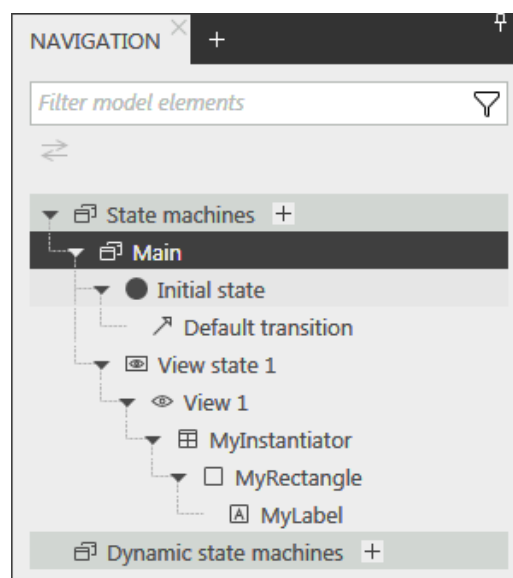 NAVIGATION
Filter model elements
State machines
Main
Initial state
Default transition
View state 1
View 1
MyInstantiator
MyRectangle
A MyLabel
Dynamic state machines